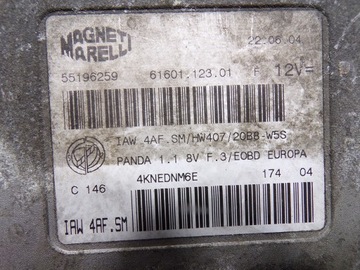 MAGNETI MARELLI
22.06.04
55196259 61601.123.01 F 12V=
IAW 4AF.SM/HW407/20BB-W5S
PANDA 1.1 8V F.3/EOBD EUROPA
C 146 4KNEDNM6E 174 04
IAW 4AF.SM